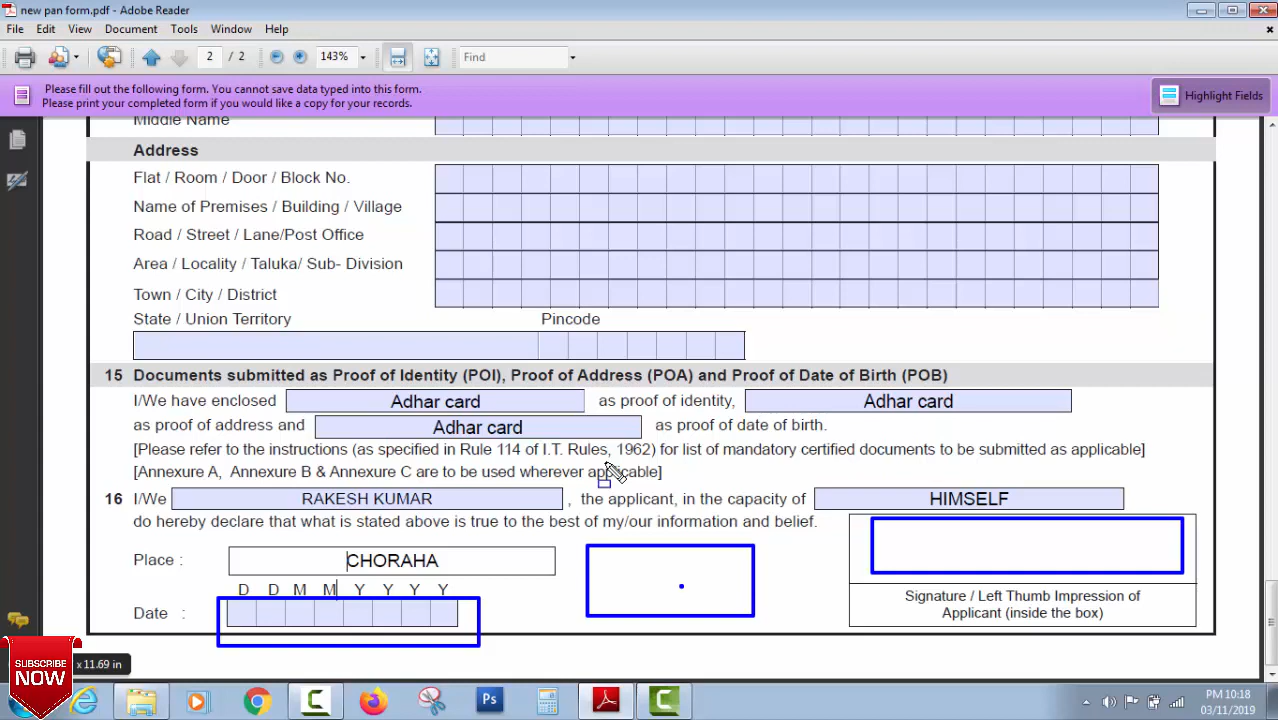 new pan form.pdf - Adobe Reader
File Edit View Document Tools Window Help
2 / 2 143% Find
Please fill out the following form. You cannot save data typed into this form.
Please print your completed form if you would like a copy for your records.
Highlight Fields
Middle Name
Address
Flat / Room / Door / Block No.
Name of Premises / Building / Village
Road / Street / Lane/Post Office
Area / Locality / Taluka/ Sub- Division
Town / City / District
State / Union Territory Pincode
15 Documents submitted as Proof of Identity (POI), Proof of Address (POA) and Proof of Date of Birth (POB)
I/We have enclosed Adhar card as proof of identity, Adhar card
as proof of address and Adhar card as proof of date of birth.
[Please refer to the instructions (as specified in Rule 114 of I.T. Rules, 1962) for list of mandatory certified documents to be submitted as applicable]
[Annexure A, Annexure B & Annexure C are to be used wherever applicable]
16 I/We RAKESH KUMAR , the applicant, in the capacity of HIMSELF
do hereby declare that what is stated above is true to the best of my/our information and belief.
Place : CHORAHA
D D M M Y Y Y Y
Date :
Signature / Left Thumb Impression of
Applicant (inside the box)
SUBSCRIBE
NOW
x 11.69 in
Ps
PM 10:18
03/11/2019